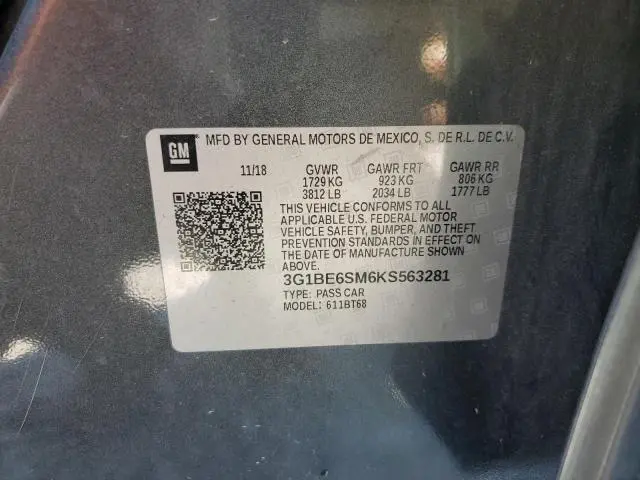 GM
MFD BY GENERAL MOTORS DE MEXICO, S. DE R.L. DE C.V.
11/18 GVWR GAWR FRT GAWR RR
1729 KG 923 KG 806 KG
3812 LB 2034 LB 1777 LB
THIS VEHICLE CONFORMS TO ALL
APPLICABLE U.S. FEDERAL MOTOR
VEHICLE SAFETY, BUMPER, AND THEFT
PREVENTION STANDARDS IN EFFECT ON
THE DATE OF MANUFACTURE SHOWN
ABOVE.
3G1BE6SM6KS563281
TYPE: PASS CAR
MODEL: 611BT68